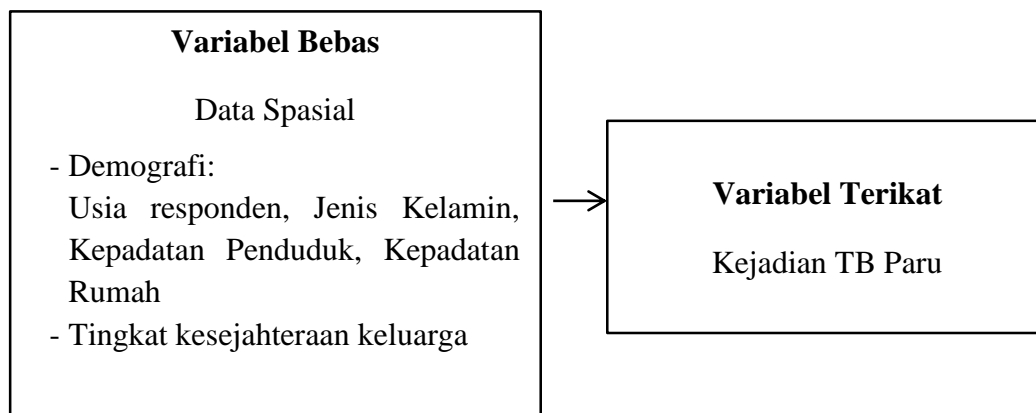 Variabel Bebas
Data Spasial
- Demografi:
Usia responden, Jenis Kelamin,
Kepadatan Penduduk, Kepadatan
Rumah
- Tingkat kesejahteraan keluarga
Variabel Terikat
Kejadian TB Paru